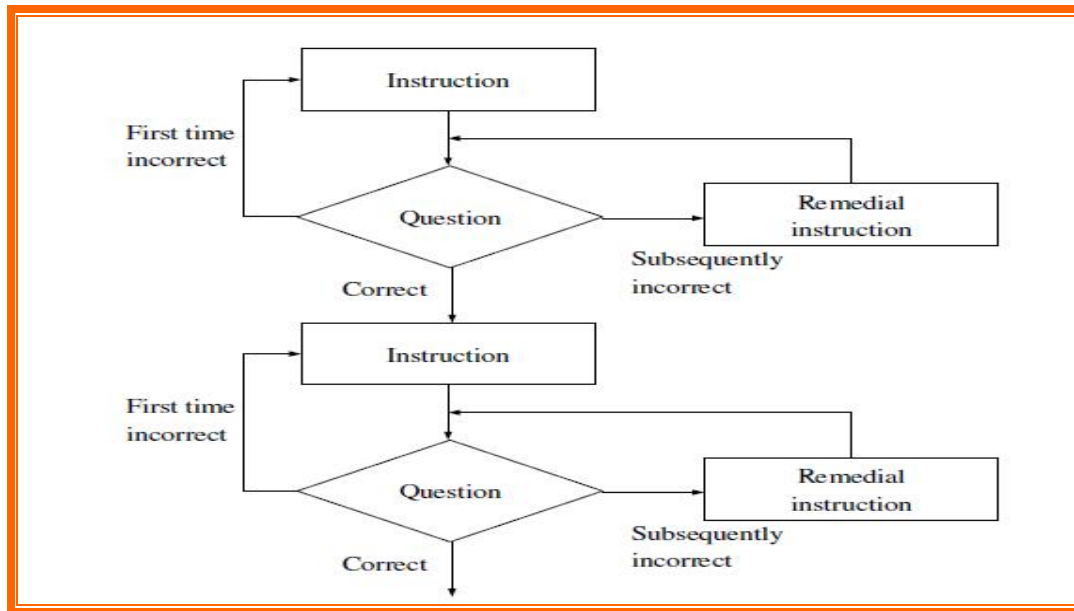 Instruction
First time
incorrect
Question
Remedial
instruction
Subsequently
incorrect
Correct
Instruction
First time
incorrect
Question
Remedial
instruction
Subsequently
incorrect
Correct